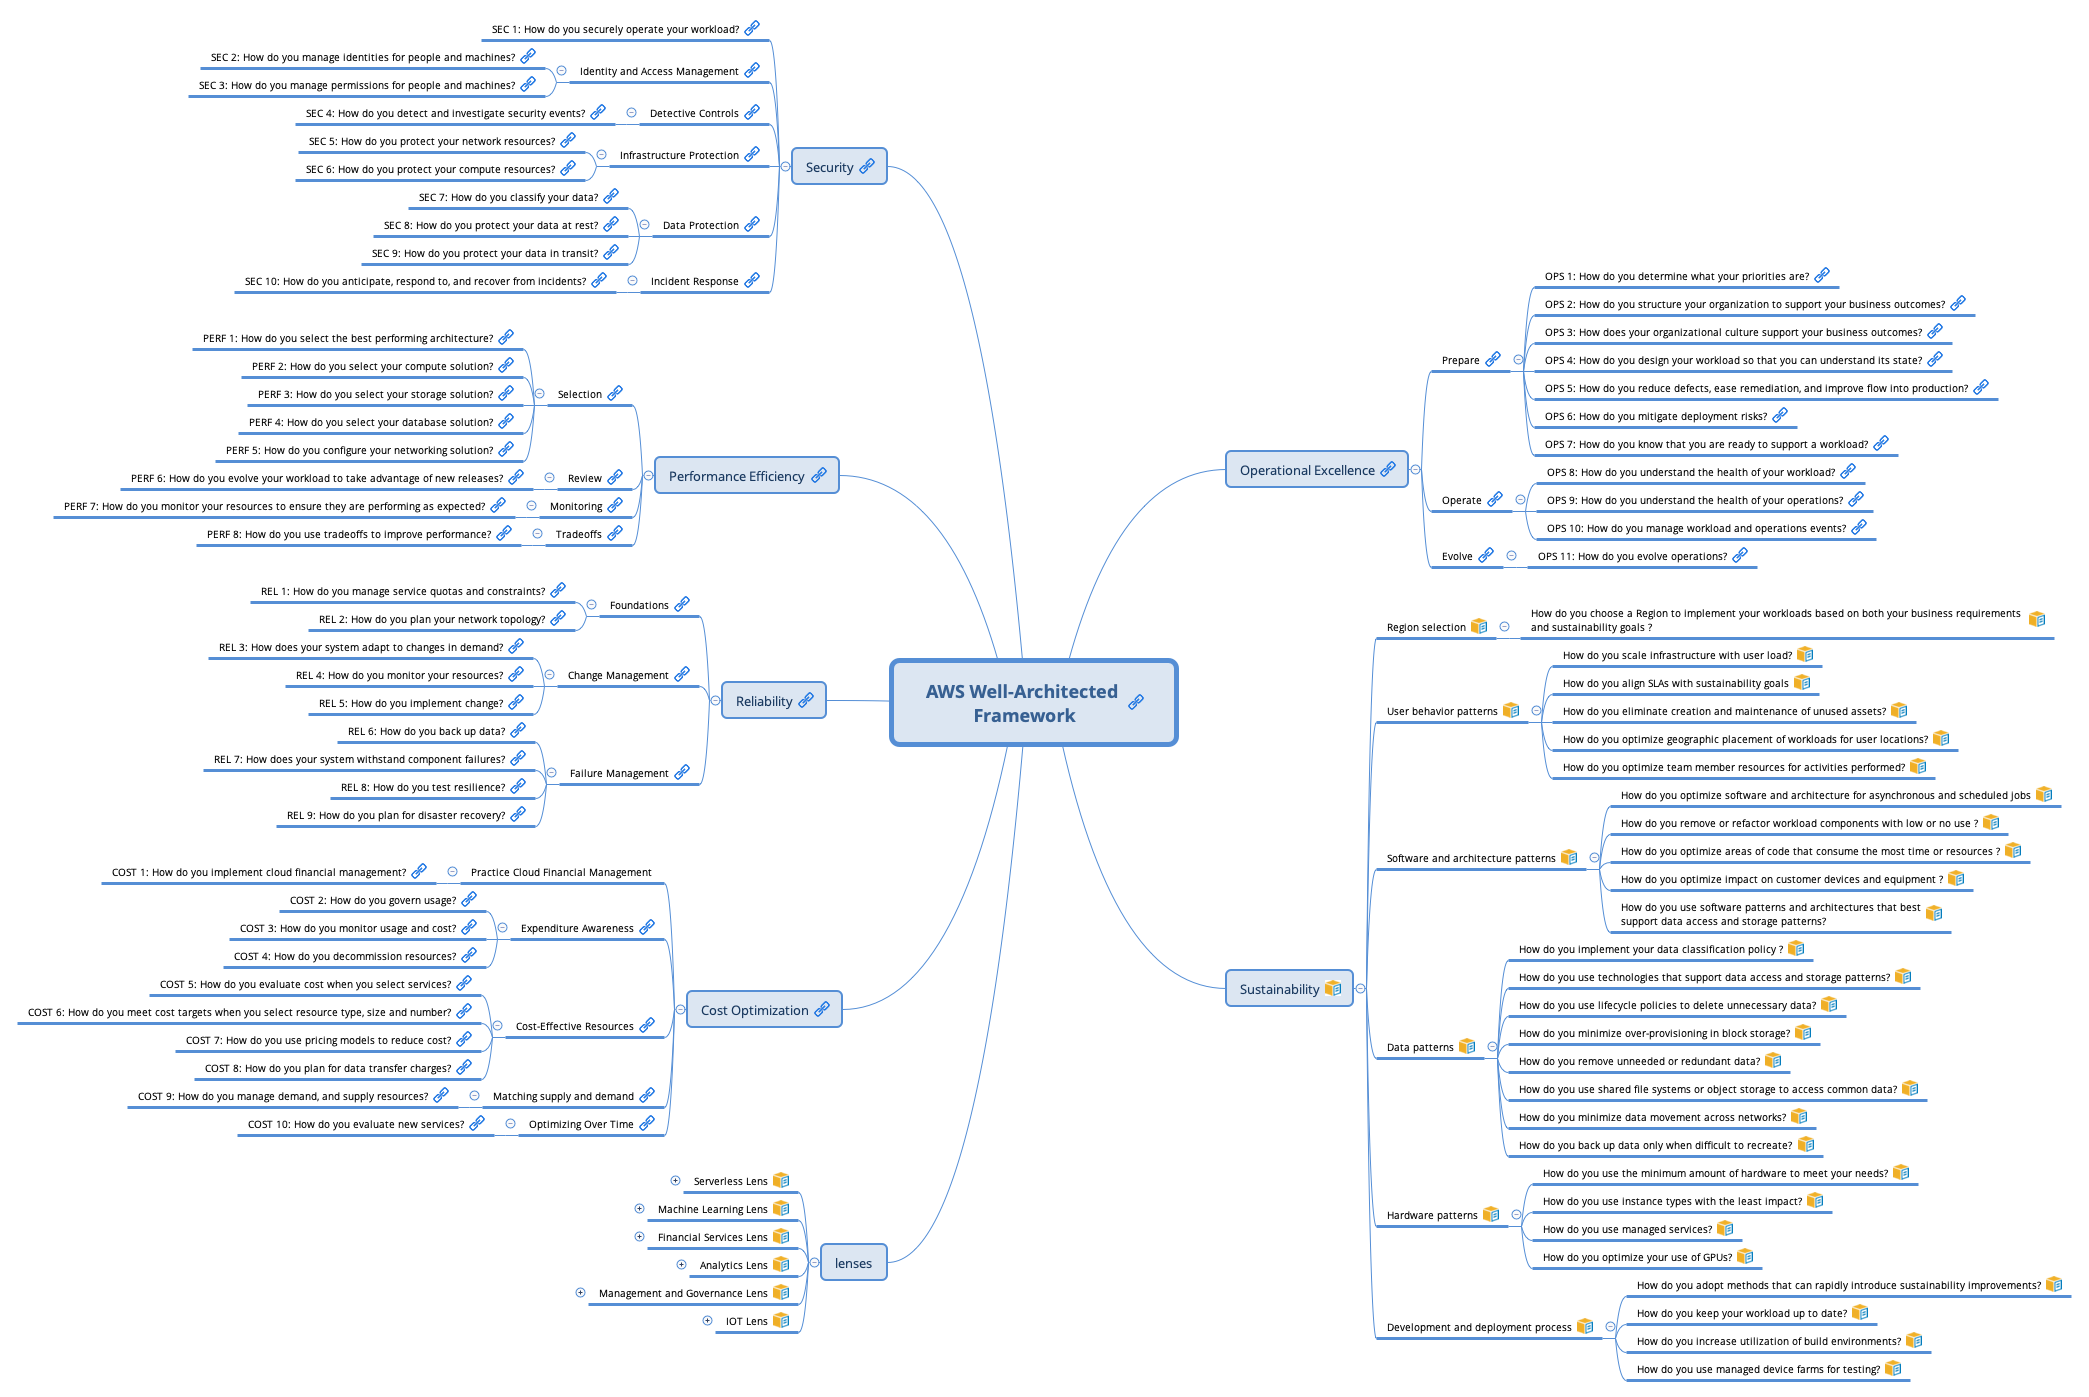 AWS Well-Architected
Framework
Security
SEC 1: How do you securely operate your workload?
Identity and Access Management
SEC 2: How do you manage identities for people and machines?
SEC 3: How do you manage permissions for people and machines?
Detective Controls
SEC 4: How do you detect and investigate security events?
Infrastructure Protection
SEC 5: How do you protect your network resources?
SEC 6: How do you protect your compute resources?
Data Protection
SEC 7: How do you classify your data?
SEC 8: How do you protect your data at rest?
SEC 9: How do you protect your data in transit?
Incident Response
SEC 10: How do you anticipate, respond to, and recover from incidents?
Performance Efficiency
Selection
PERF 1: How do you select the best performing architecture?
PERF 2: How do you select your compute solution?
PERF 3: How do you select your storage solution?
PERF 4: How do you select your database solution?
PERF 5: How do you configure your networking solution?
Review
PERF 6: How do you evolve your workload to take advantage of new releases?
Monitoring
PERF 7: How do you monitor your resources to ensure they are performing as expected?
Tradeoffs
PERF 8: How do you use tradeoffs to improve performance?
Reliability
Foundations
REL 1: How do you manage service quotas and constraints?
REL 2: How do you plan your network topology?
Change Management
REL 3: How does your system adapt to changes in demand?
REL 4: How do you monitor your resources?
REL 5: How do you implement change?
Failure Management
REL 6: How do you back up data?
REL 7: How does your system withstand component failures?
REL 8: How do you test resilience?
REL 9: How do you plan for disaster recovery?
Cost Optimization
Practice Cloud Financial Management
COST 1: How do you implement cloud financial management?
Expenditure Awareness
COST 2: How do you govern usage?
COST 3: How do you monitor usage and cost?
COST 4: How do you decommission resources?
Cost-Effective Resources
COST 5: How do you evaluate cost when you select services?
COST 6: How do you meet cost targets when you select resource type, size and number?
COST 7: How do you use pricing models to reduce cost?
COST 8: How do you plan for data transfer charges?
Matching supply and demand
COST 9: How do you manage demand, and supply resources?
Optimizing Over Time
COST 10: How do you evaluate new services?
lenses
Serverless Lens
Machine Learning Lens
Financial Services Lens
Analytics Lens
Management and Governance Lens
IOT Lens
Operational Excellence
Prepare
OPS 1: How do you determine what your priorities are?
OPS 2: How do you structure your organization to support your business outcomes?
OPS 3: How does your organizational culture support your business outcomes?
OPS 4: How do you design your workload so that you can understand its state?
OPS 5: How do you reduce defects, ease remediation, and improve flow into production?
OPS 6: How do you mitigate deployment risks?
OPS 7: How do you know that you are ready to support a workload?
Operate
OPS 8: How do you understand the health of your workload?
OPS 9: How do you understand the health of your operations?
OPS 10: How do you manage workload and operations events?
Evolve
OPS 11: How do you evolve operations?
Sustainability
Region selection
How do you choose a Region to implement your workloads based on both your business requirements
and sustainability goals ?
User behavior patterns
How do you scale infrastructure with user load?
How do you align SLAs with sustainability goals
How do you eliminate creation and maintenance of unused assets?
How do you optimize geographic placement of workloads for user locations?
How do you optimize team member resources for activities performed?
Software and architecture patterns
How do you optimize software and architecture for asynchronous and scheduled jobs
How do you remove or refactor workload components with low or no use ?
How do you optimize areas of code that consume the most time or resources ?
How do you optimize impact on customer devices and equipment ?
How do you use software patterns and architectures that best
support data access and storage patterns?
Data patterns
How do you implement your data classification policy ?
How do you use technologies that support data access and storage patterns?
How do you use lifecycle policies to delete unnecessary data?
How do you minimize over-provisioning in block storage?
How do you remove unneeded or redundant data?
How do you use shared file systems or object storage to access common data?
How do you minimize data movement across networks?
How do you back up data only when difficult to recreate?
Hardware patterns
How do you use the minimum amount of hardware to meet your needs?
How do you use instance types with the least impact?
How do you use managed services?
How do you optimize your use of GPUs?
Development and deployment process
How do you adopt methods that can rapidly introduce sustainability improvements?
How do you keep your workload up to date?
How do you increase utilization of build environments?
How do you use managed device farms for testing?